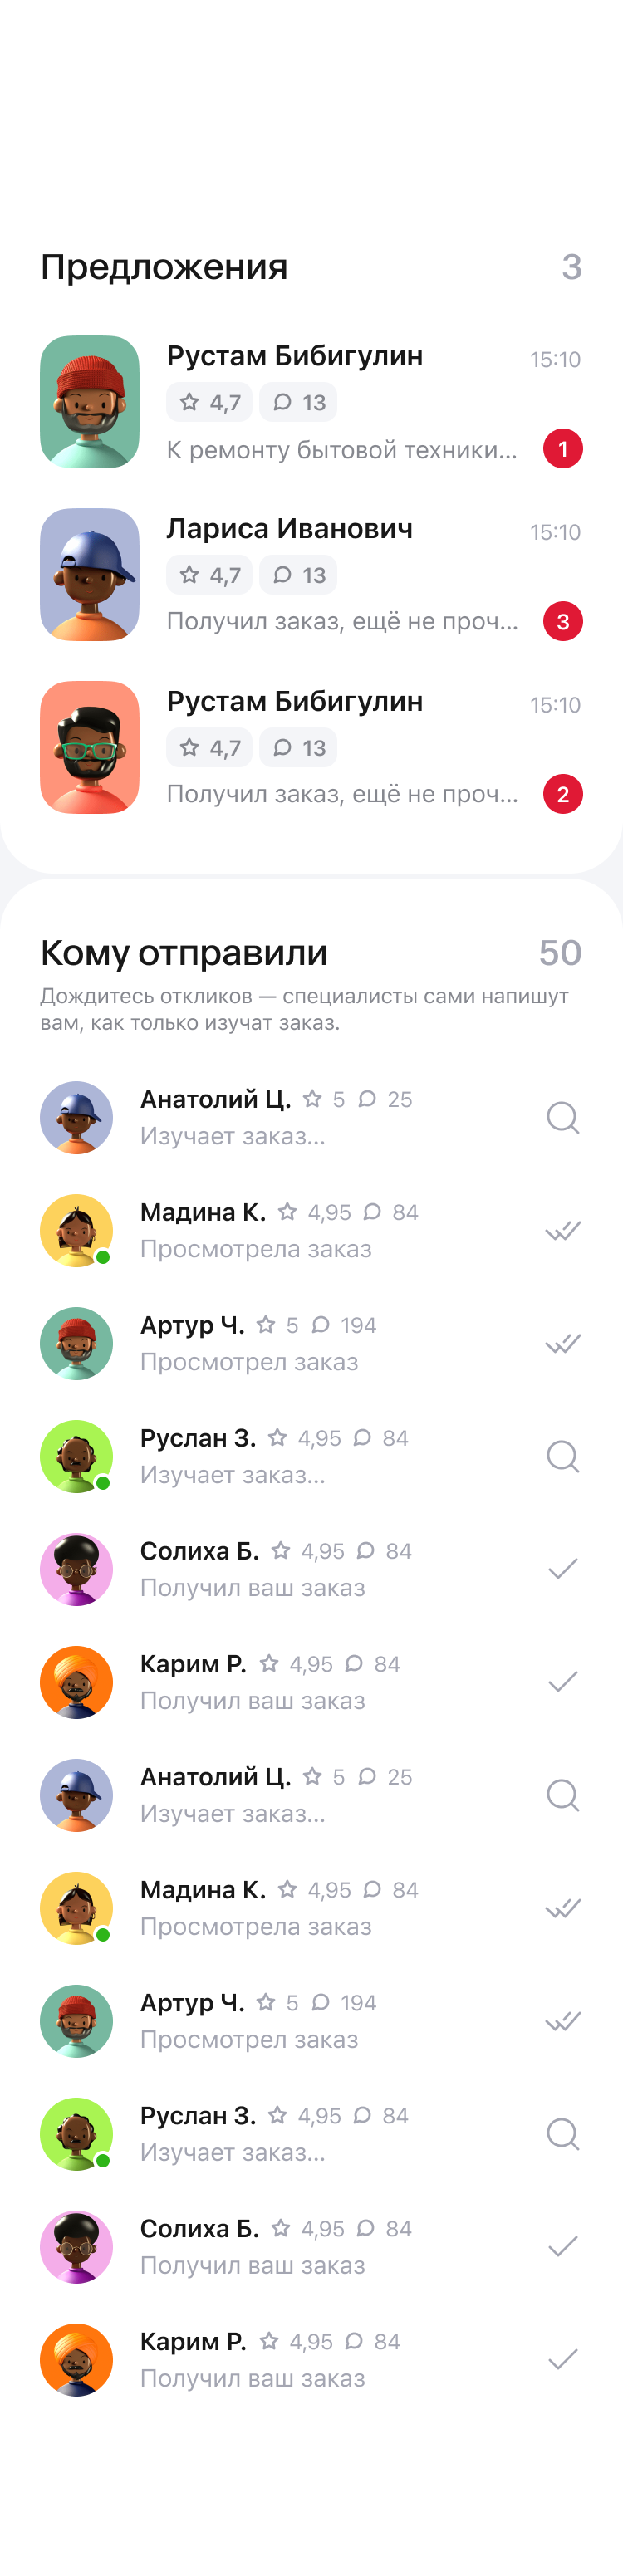 Предложения 3
Рустам Бибигулин 15:10
4,7 13
К ремонту бытовой техники... 1
Лариса Иванович 15:10
4,7 13
Получил заказ, ещё не проч... 3
Рустам Бибигулин 15:10
4,7 13
Получил заказ, ещё не проч... 2
Кому отправили 50
Дождитесь откликов — специалисты сами напишут
вам, как только изучат заказ.
Анатолий Ц. 5 25
Изучает заказ...
Мадина К. 4,95 84
Просмотрела заказ
Артур Ч. 5 194
Просмотрел заказ
Руслан З. 4,95 84
Изучает заказ...
Солиха Б. 4,95 84
Получил ваш заказ
Карим Р. 4,95 84
Получил ваш заказ
Анатолий Ц. 5 25
Изучает заказ...
Мадина К. 4,95 84
Просмотрела заказ
Артур Ч. 5 194
Просмотрел заказ
Руслан З. 4,95 84
Изучает заказ...
Солиха Б. 4,95 84
Получил ваш заказ
Карим Р. 4,95 84
Получил ваш заказ